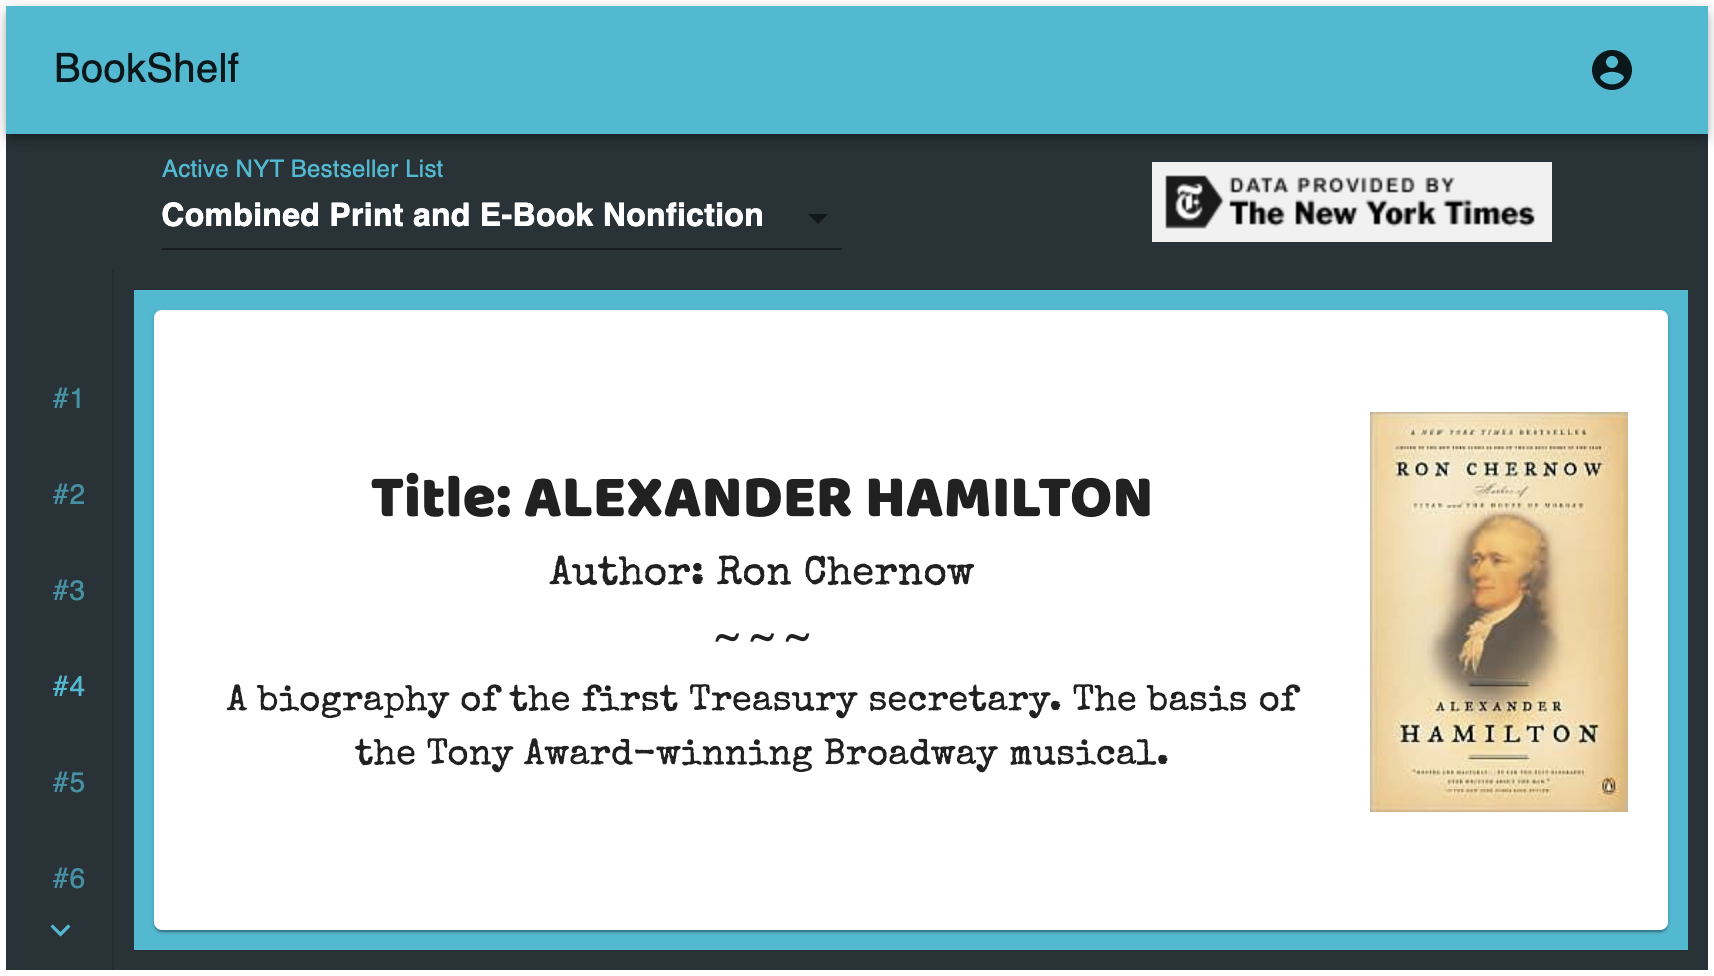 BookShelf
Active NYT Bestseller List
Combined Print and E-Book Nonfiction
DATA PROVIDED BY
The New York Times
#1
#2
#3
#4
#5
#6
Title: ALEXANDER HAMILTON
Author: Ron Chernow
~ ~ ~
A biography of the first Treasury secretary. The basis of
the Tony Award-winning Broadway musical.
A NEW YORK TIMES BESTSELLER
RON CHERNOW
Author of
TITAN and THE HOUSE OF MORGAN
ALEXANDER
HAMILTON